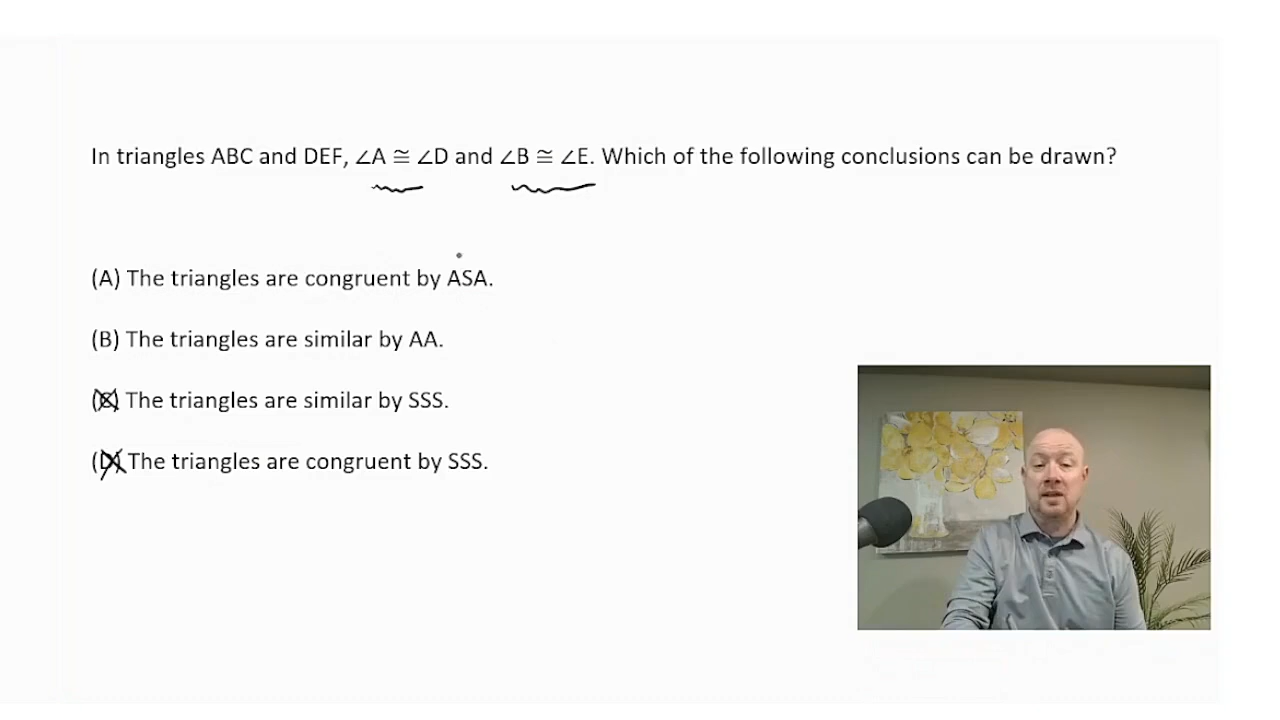 In triangles ABC and DEF, ∠A ≅ ∠D and ∠B ≅ ∠E. Which of the following conclusions can be drawn?
(A) The triangles are congruent by ASA.
(B) The triangles are similar by AA.
(C) The triangles are similar by SSS.
(D) The triangles are congruent by SSS.